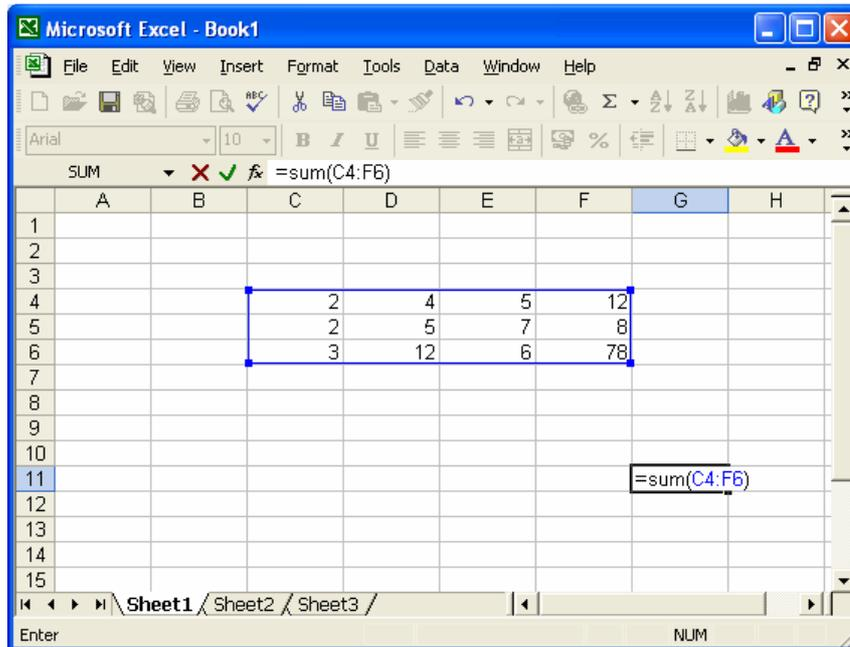 Microsoft Excel - Book1
File Edit View Insert Format Tools Data Window Help
ABC Σ A Z Z A ?
Arial 10 B I U % A
SUM fx =sum(C4:F6)
A B C D E F G H
1
2
3
4 2 4 5 12
5 2 5 7 8
6 3 12 6 78
7
8
9
10
11 =sum(C4:F6)
12
13
14
15
Sheet1 Sheet2 Sheet3
Enter NUM